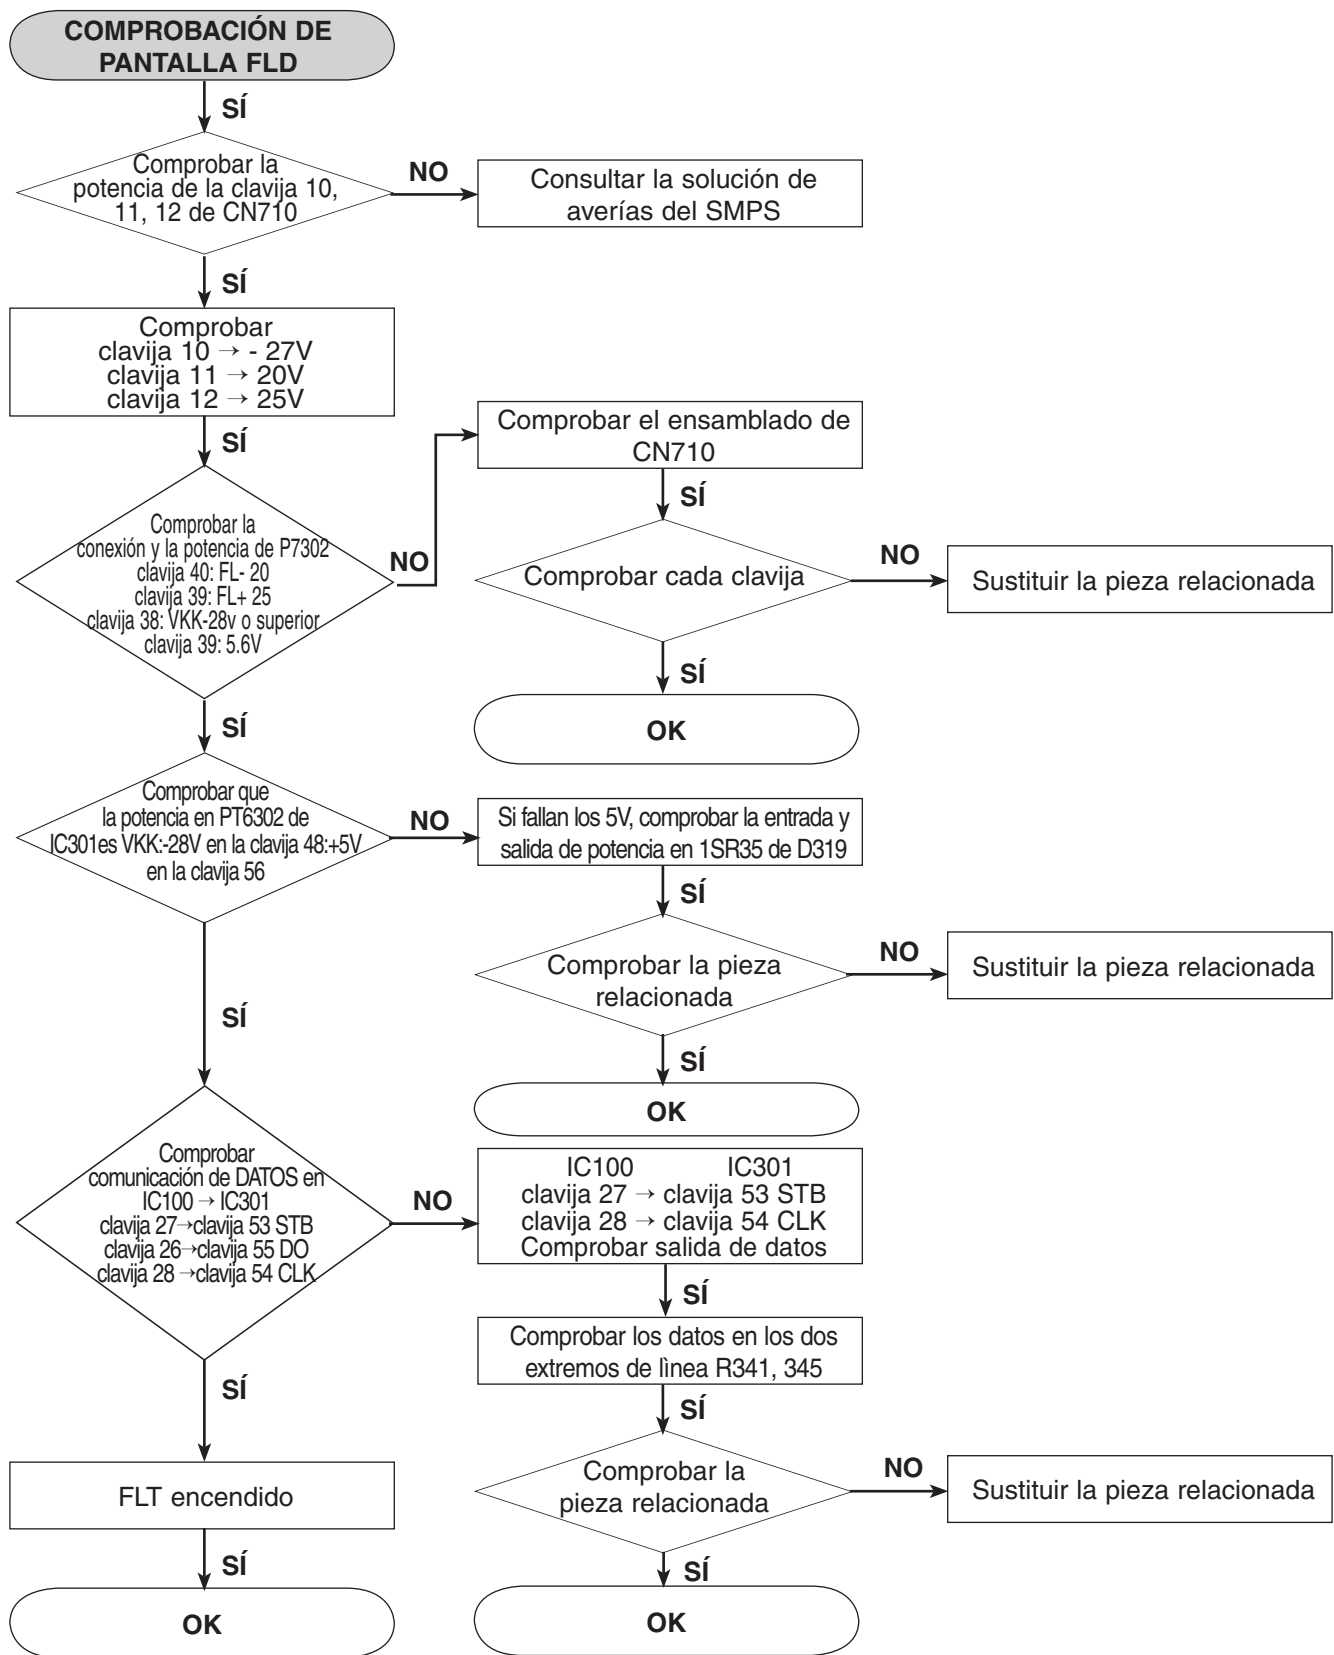 COMPROBACIÓN DE
PANTALLA FLD
SÍ
Comprobar la
potencia de la clavija 10,
11, 12 de CN710
NO
Consultar la solución de
averías del SMPS
SÍ
Comprobar
clavija 10 → - 27V
clavija 11 → 20V
clavija 12 → 25V
SÍ
Comprobar la
conexión y la potencia de P7302
clavija 40: FL- 20
clavija 39: FL+ 25
clavija 38: VKK-28v o superior
clavija 39: 5.6V
NO
Comprobar el ensamblado de
CN710
SÍ
Comprobar cada clavija
NO
Sustituir la pieza relacionada
SÍ
OK
SÍ
Comprobar que
la potencia en PT6302 de
IC301es VKK:-28V en la clavija 48:+5V
en la clavija 56
NO
Si fallan los 5V, comprobar la entrada y
salida de potencia en 1SR35 de D319
SÍ
Comprobar la pieza
relacionada
NO
Sustituir la pieza relacionada
SÍ
OK
SÍ
Comprobar
comunicación de DATOS en
IC100 → IC301
clavija 27→clavija 53 STB
clavija 26→clavija 55 DO
clavija 28 →clavija 54 CLK
NO
IC100 IC301
clavija 27 → clavija 53 STB
clavija 28 → clavija 54 CLK
Comprobar salida de datos
SÍ
Comprobar los datos en los dos
extremos de lìnea R341, 345
SÍ
Comprobar la
pieza relacionada
NO
Sustituir la pieza relacionada
SÍ
OK
SÍ
FLT encendido
SÍ
OK